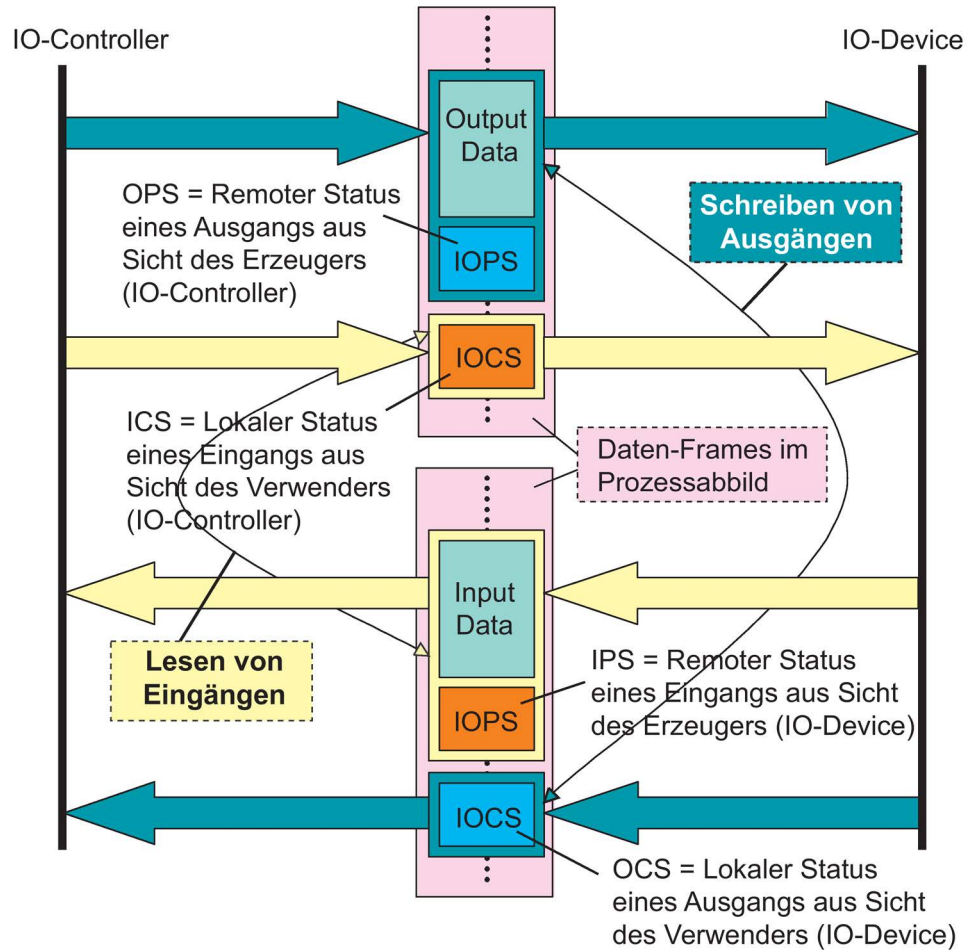 IO-Controller
IO-Device
Output
Data
OPS = Remoter Status
eines Ausgangs aus
Sicht des Erzeugers
(IO-Controller)
IOPS
Schreiben von
Ausgängen
IOCS
ICS = Lokaler Status
eines Eingangs aus
Sicht des Verwenders
(IO-Controller)
Daten-Frames im
Prozessabbild
Input
Data
Lesen von
Eingängen
IOPS
IPS = Remoter Status
eines Eingangs aus Sicht
des Erzeugers (IO-Device)
IOCS
OCS = Lokaler Status
eines Ausgangs aus Sicht
des Verwenders (IO-Device)